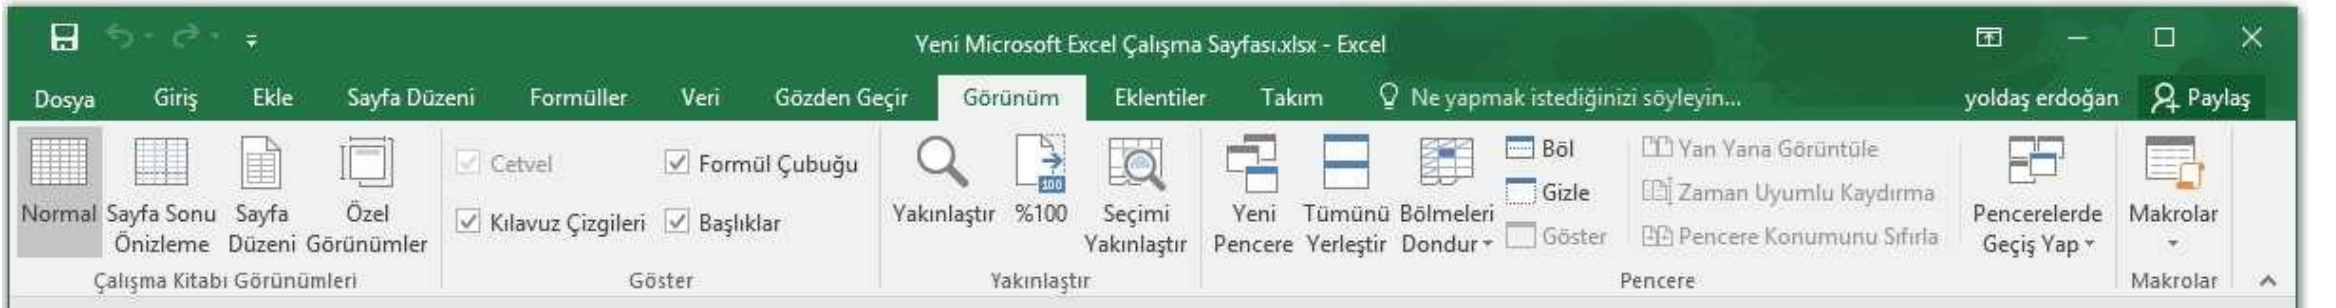 Yeni Microsoft Excel Çalışma Sayfası.xlsx - Excel
Dosya Giriş Ekle Sayfa Düzeni Formüller Veri Gözden Geçir Görünüm Eklentiler Takım Ne yapmak istediğinizi söyleyin... yoldaş erdoğan Paylaş
Normal
Sayfa Sonu
Önizleme
Sayfa
Düzeni
Özel
Görünümler
Çalışma Kitabı Görünümleri
Cetvel
Formül Çubuğu
Kılavuz Çizgileri
Başlıklar
Göster
Yakınlaştır
100
%100
Seçimi
Yakınlaştır
Yakınlaştır
Yeni
Pencere
Tümünü
Yerleştir
Bölmeleri
Dondur
Böl
Gizle
Göster
Yan Yana Görüntüle
Zaman Uyumlu Kaydırma
Pencere Konumunu Sıfırla
Pencerelerde
Geçiş Yap
Pencere
Makrolar
Makrolar